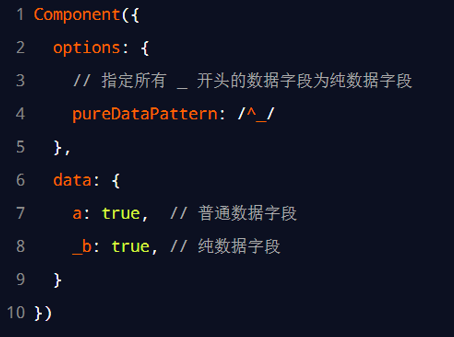 1 Component({
2   options: {
3     // 指定所有 _ 开头的数据字段为纯数据字段
4     pureDataPattern: /^_/
5   },
6   data: {
7     a: true,  // 普通数据字段
8     _b: true, // 纯数据字段
9   }
10 })